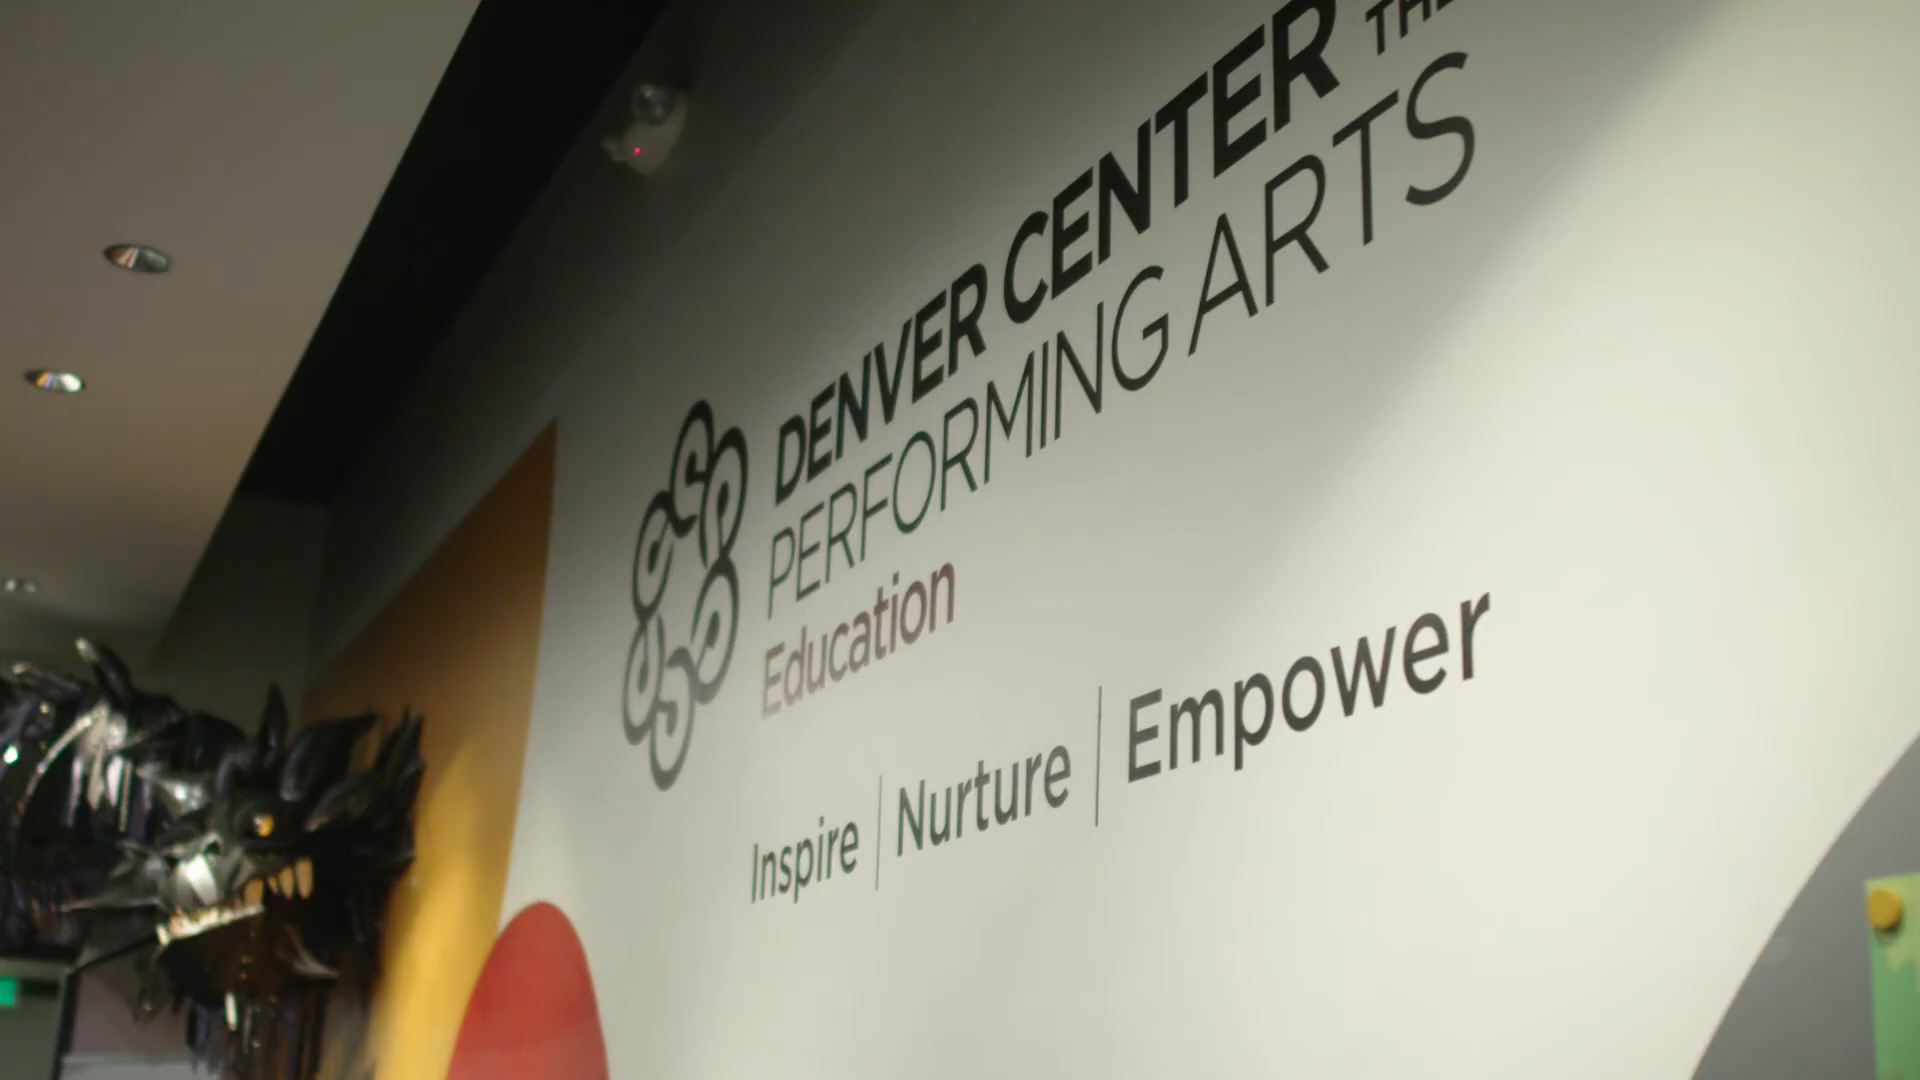 DENVER CENTER
PERFORMING ARTS
Education
Inspire | Nurture | Empower